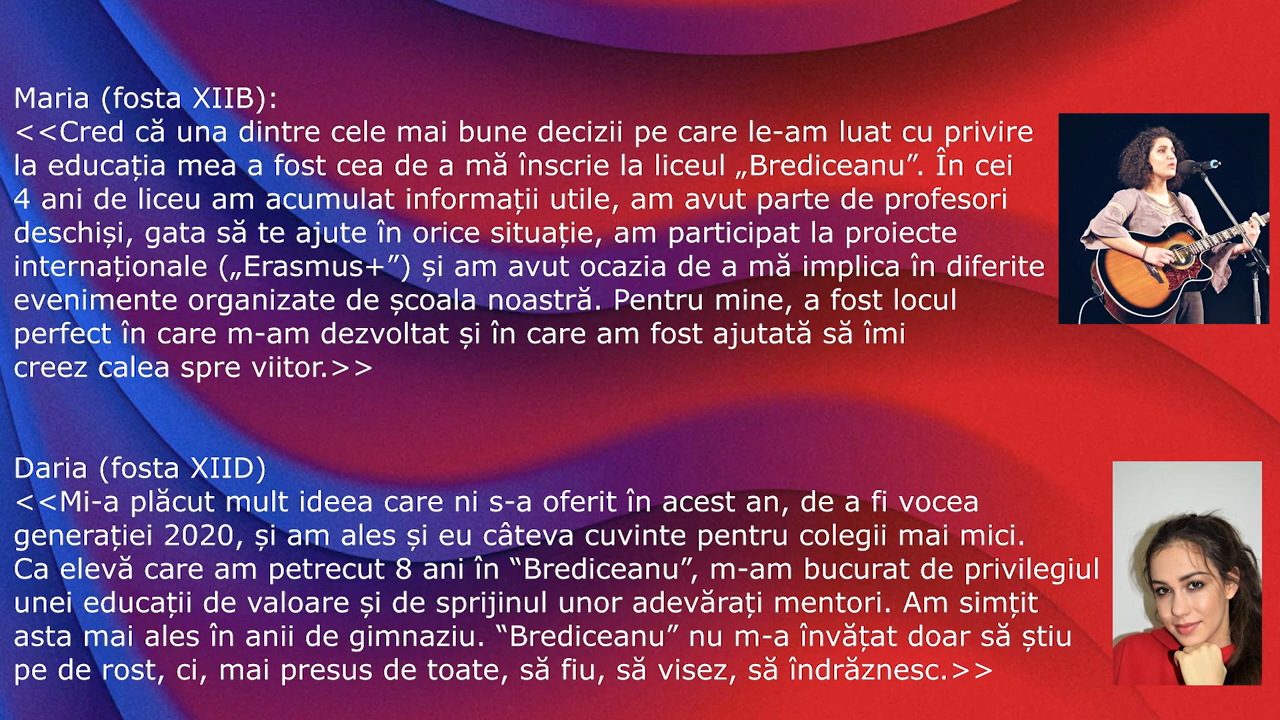 Maria (fosta XIIB):
<<Cred că una dintre cele mai bune decizii pe care le-am luat cu privire
la educația mea a fost cea de a mă înscrie la liceul „Brediceanu”. În cei
4 ani de liceu am acumulat informații utile, am avut parte de profesori
deschiși, gata să te ajute în orice situație, am participat la proiecte
internaționale („Erasmus+”) și am avut ocazia de a mă implica în diferite
evenimente organizate de școala noastră. Pentru mine, a fost locul
perfect în care m-am dezvoltat și în care am fost ajutată să îmi
creez calea spre viitor.>>
Daria (fosta XIID)
<<Mi-a plăcut mult ideea care ni s-a oferit în acest an, de a fi vocea
generației 2020, și am ales și eu câteva cuvinte pentru colegii mai mici.
Ca elevă care am petrecut 8 ani în “Brediceanu”, m-am bucurat de privilegiul
unei educații de valoare și de sprijinul unor adevărați mentori. Am simțit
asta mai ales în anii de gimnaziu. “Brediceanu” nu m-a învățat doar să știu
pe de rost, ci, mai presus de toate, să fiu, să visez, să îndrăznesc.>>